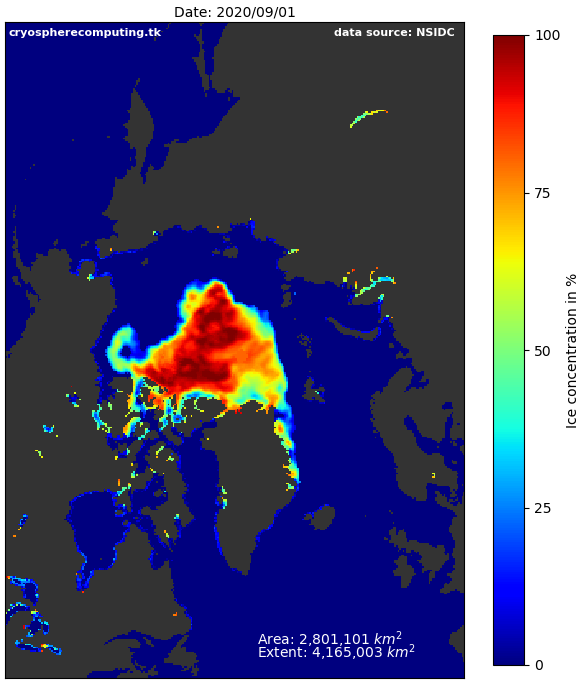 Date: 2020/09/01
cryospherecomputing.tk
data source: NSIDC
100
75
50
25
0
Ice concentration in %
Area: 2,801,101 km²
Extent: 4,165,003 km²